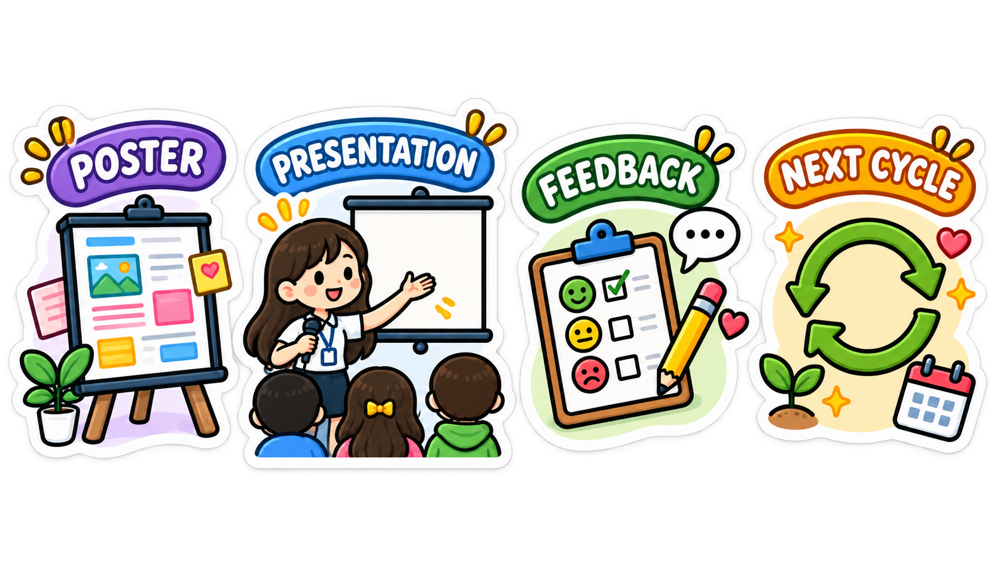 POSTER
PRESENTATION
FEEDBACK
NEXT CYCLE